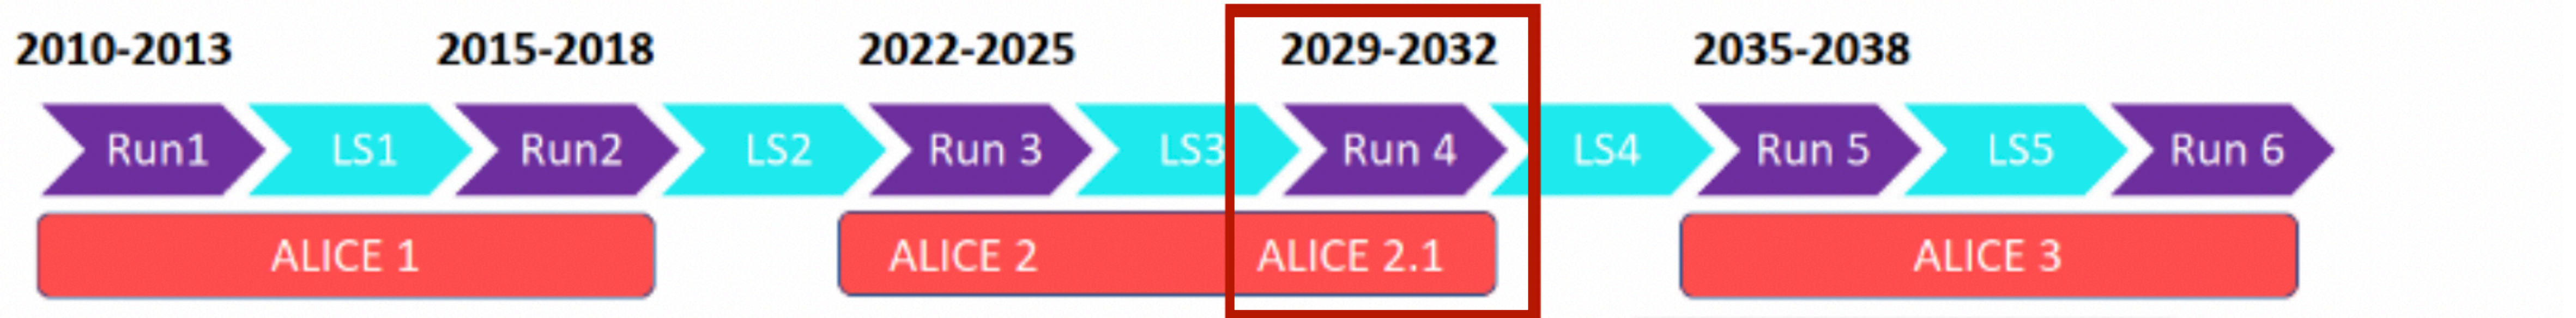 2010-2013 2015-2018 2022-2025 2029-2032 2035-2038
Run1 LS1 Run2 LS2 Run 3 LS3 Run 4 LS4 Run 5 LS5 Run 6
ALICE 1 ALICE 2 ALICE 2.1 ALICE 3